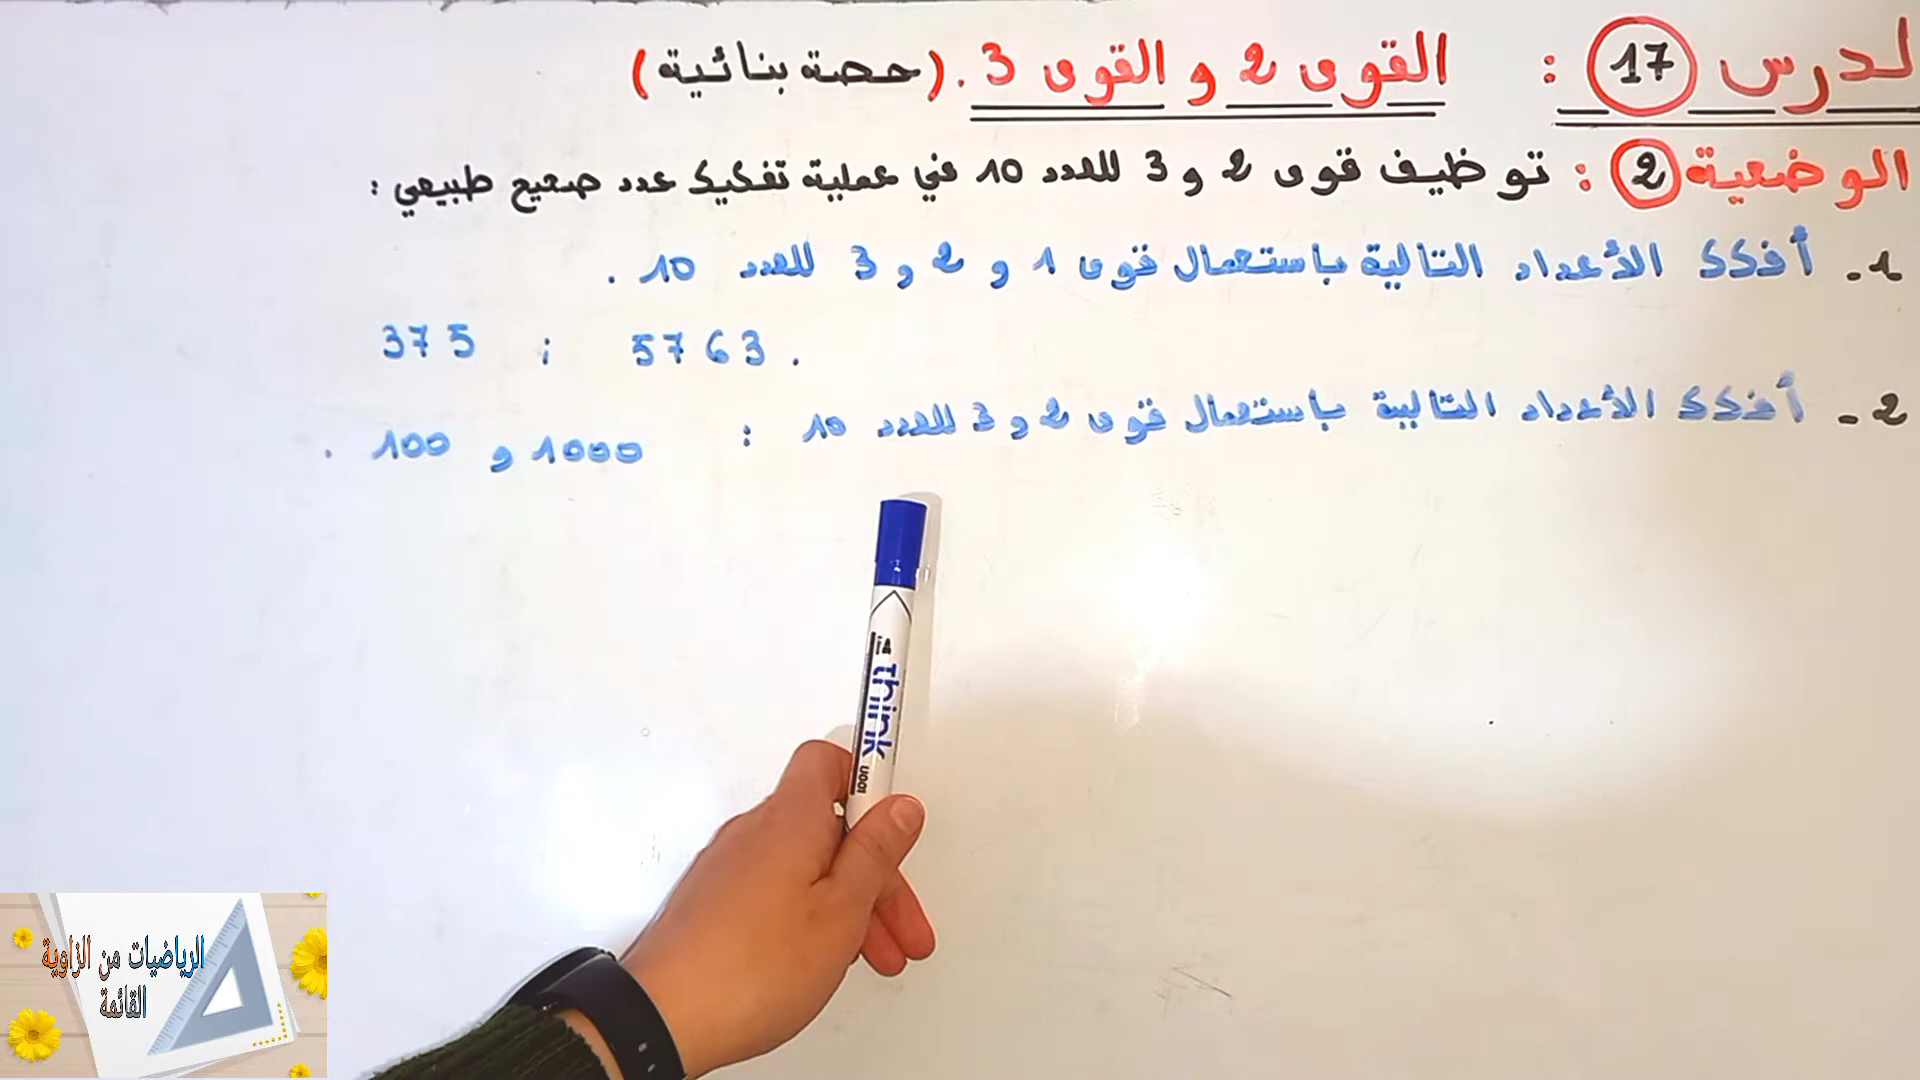 لدرس 17 : القوى 2 و القوى 3 . (حصة بنائية)
الوضعية 2 : توظيف قوى 2 و 3 للعدد 10 في عملية تفكيك عدد صحيح طبيعي :
1 - أفكك الأعداد التالية باستعمال قوى 1 و 2 و 3 للعدد 10 .
375 ; 5763 .
2 - أفكك الأعداد التالية باستعمال قوى 2 و 3 للعدد 10 : 1000 و 100 .
think
الرياضيات من الزاوية
القائمة